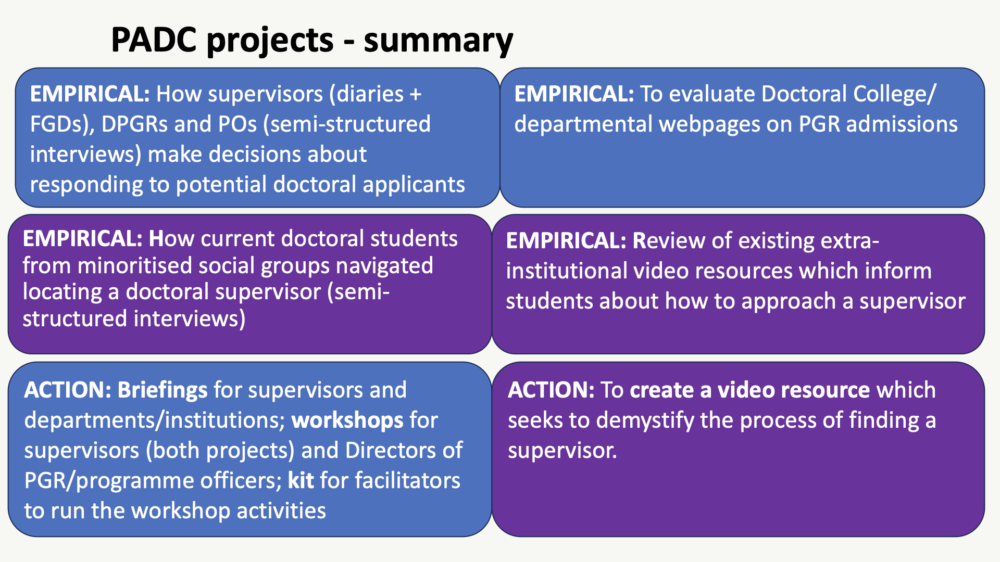 PADC projects - summary
EMPIRICAL: How supervisors (diaries +
FGDs), DPGRs and POs (semi-structured
interviews) make decisions about
responding to potential doctoral applicants
EMPIRICAL: To evaluate Doctoral College/
departmental webpages on PGR admissions
EMPIRICAL: How current doctoral students
from minoritised social groups navigated
locating a doctoral supervisor (semi-
structured interviews)
EMPIRICAL: Review of existing extra-
institutional video resources which inform
students about how to approach a supervisor
ACTION: Briefings for supervisors and
departments/institutions; workshops for
supervisors (both projects) and Directors of
PGR/programme officers; kit for facilitators
to run the workshop activities
ACTION: To create a video resource which
seeks to demystify the process of finding a
supervisor.